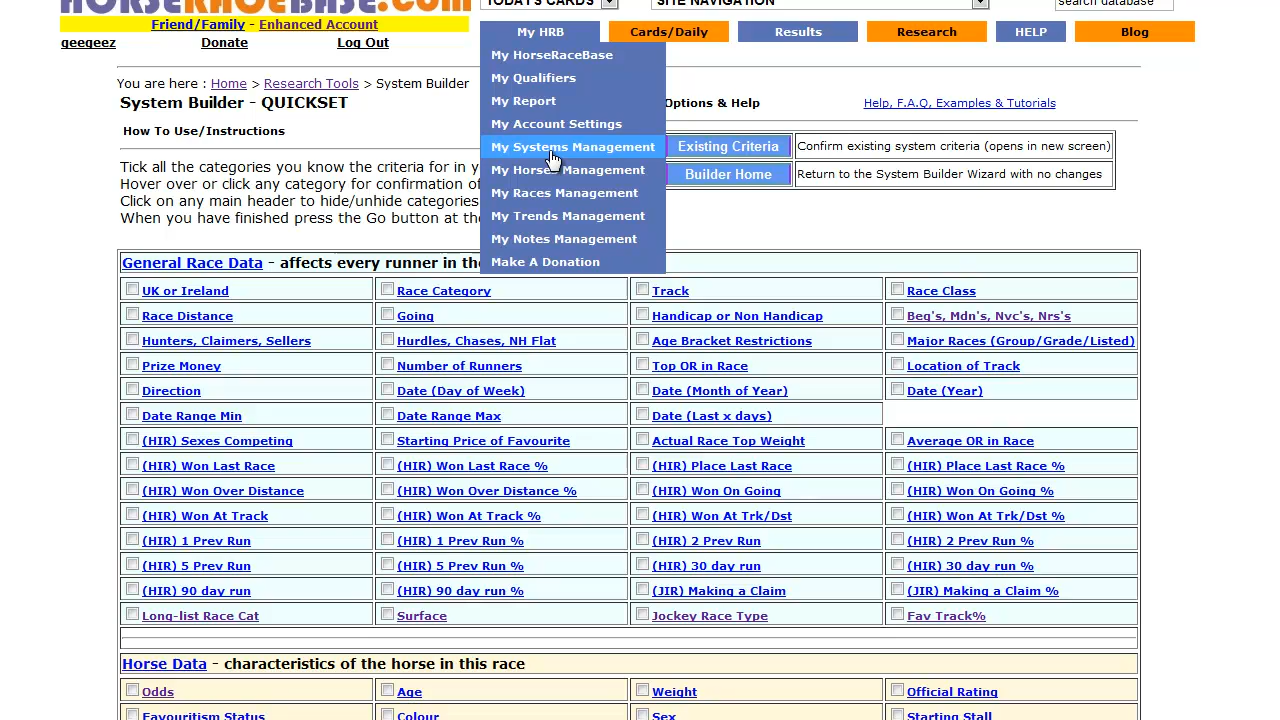 HORSERACEBASE.com
TODAY'S CARDS
SITE NAVIGATION
search database
Friend/Family - Enhanced Account
geegeez Donate Log Out
My HRB Cards/Daily Results Research HELP Blog
My HorseRaceBase
My Qualifiers
My Report
My Account Settings
My Systems Management
My Horses Management
My Races Management
My Trends Management
My Notes Management
Make A Donation
You are here : Home > Research Tools > System Builder
System Builder - QUICKSET
Options & Help
Help, F.A.Q, Examples & Tutorials
How To Use/Instructions
Existing Criteria Confirm existing system criteria (opens in new screen)
Builder Home Return to the System Builder Wizard with no changes
Tick all the categories you know the criteria for in y
Hover over or click any category for confirmation of
Click on any main header to hide/unhide categories
When you have finished press the Go button at the
General Race Data - affects every runner in the
UK or Ireland Race Category Track Race Class
Race Distance Going Handicap or Non Handicap Beg's, Mdn's, Nvc's, Nrs's
Hunters, Claimers, Sellers Hurdles, Chases, NH Flat Age Bracket Restrictions Major Races (Group/Grade/Listed)
Prize Money Number of Runners Top OR in Race Location of Track
Direction Date (Day of Week) Date (Month of Year) Date (Year)
Date Range Min Date Range Max Date (Last x days)
(HIR) Sexes Competing Starting Price of Favourite Actual Race Top Weight Average OR in Race
(HIR) Won Last Race (HIR) Won Last Race % (HIR) Place Last Race (HIR) Place Last Race %
(HIR) Won Over Distance (HIR) Won Over Distance % (HIR) Won On Going (HIR) Won On Going %
(HIR) Won At Track (HIR) Won At Track % (HIR) Won At Trk/Dst (HIR) Won At Trk/Dst %
(HIR) 1 Prev Run (HIR) 1 Prev Run % (HIR) 2 Prev Run (HIR) 2 Prev Run %
(HIR) 5 Prev Run (HIR) 5 Prev Run % (HIR) 30 day run (HIR) 30 day run %
(HIR) 90 day run (HIR) 90 day run % (JIR) Making a Claim (JIR) Making a Claim %
Long-list Race Cat Surface Jockey Race Type Fav Track%
Horse Data - characteristics of the horse in this race
Odds Age Weight Official Rating
Favouritism Status Colour Sex Starting Stall